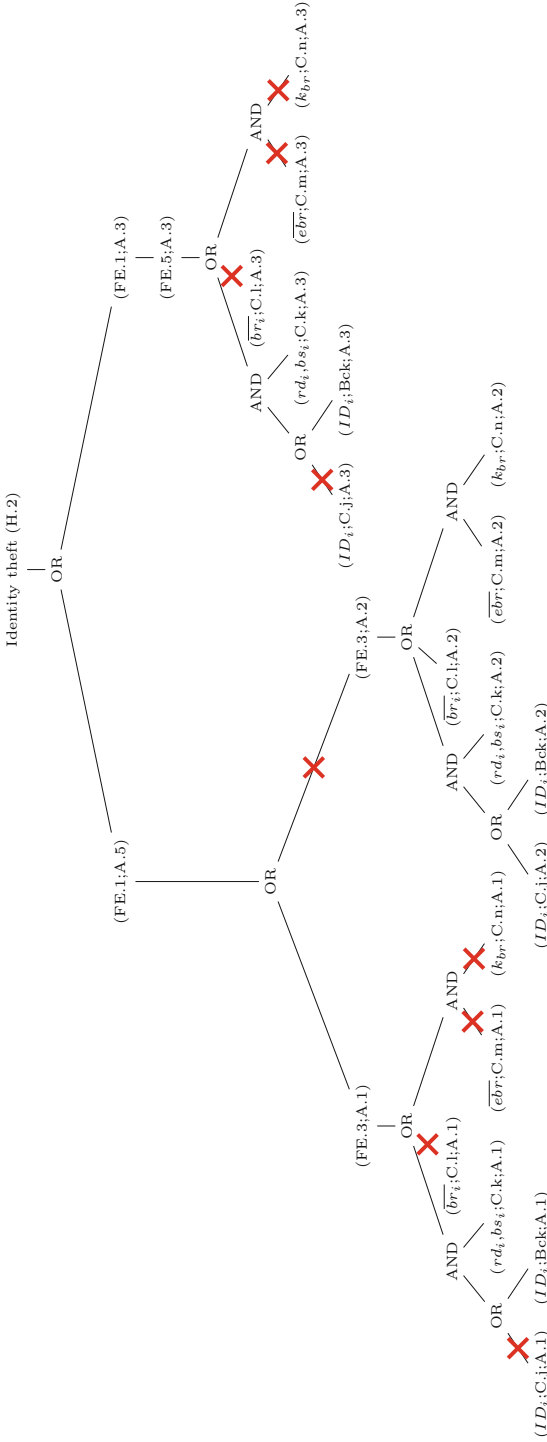 Identity theft (H.2)
OR
(FE.1;A.5)
(FE.1;A.3)
(FE.5;A.3)
OR
OR
(FE.3;A.1)
(FE.3;A.2)
OR
AND
(\overline{br_i};C.l;A.3)
AND
OR
(rd_i,bs_i;C.k;A.3)
(ID_i;C.j;A.3)
(ID_i;Bck;A.3)
(\overline{ebr};C.m;A.3)
(k_{br};C.n;A.3)
AND
(\overline{br_i};C.l;A.1)
AND
OR
(rd_i,bs_i;C.k;A.1)
(ID_i;C.j;A.1)
(ID_i;Bck;A.1)
(\overline{ebr};C.m;A.1)
(k_{br};C.n;A.1)
OR
AND
(\overline{br_i};C.l;A.2)
AND
OR
(rd_i,bs_i;C.k;A.2)
(ID_i;C.j;A.2)
(ID_i;Bck;A.2)
(\overline{ebr};C.m;A.2)
(k_{br};C.n;A.2)